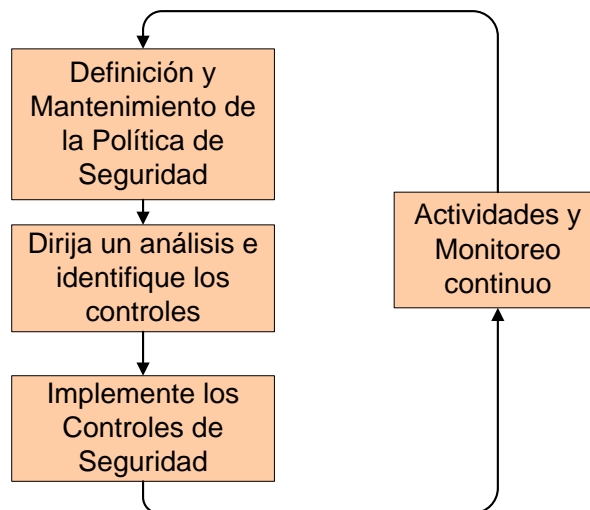 Definición y
Mantenimiento de
la Política de
Seguridad
Dirija un análisis e
identifique los
controles
Implemente los
Controles de
Seguridad
Actividades y
Monitoreo
continuo